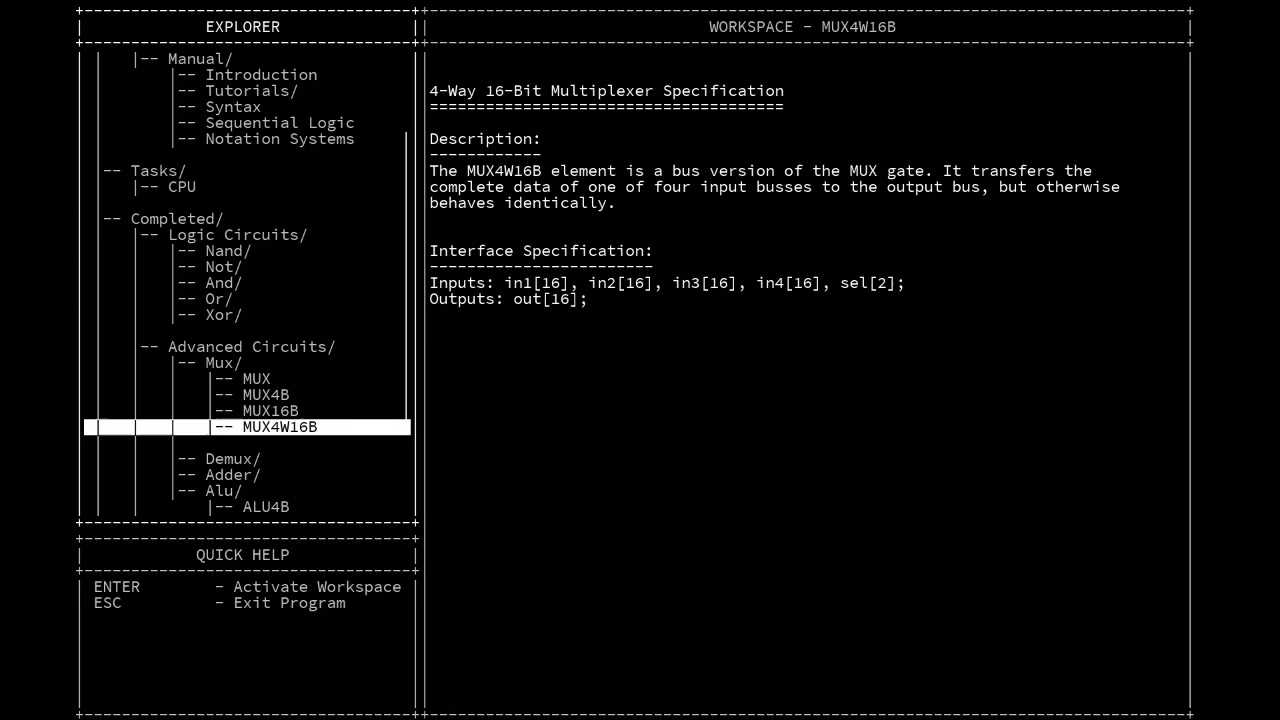 EXPLORER
|-- Manual/
|-- Introduction
|-- Tutorials/
|-- Syntax
|-- Sequential Logic
|-- Notation Systems
-- Tasks/
|-- CPU
-- Completed/
|-- Logic Circuits/
|-- Nand/
|-- Not/
|-- And/
|-- Or/
|-- Xor/
-- Advanced Circuits/
|-- Mux/
|-- MUX
|-- MUX4B
|-- MUX16B
|-- MUX4W16B
|-- Demux/
|-- Adder/
|-- Alu/
|-- ALU4B
QUICK HELP
ENTER - Activate Workspace
ESC - Exit Program
WORKSPACE - MUX4W16B
4-Way 16-Bit Multiplexer Specification
======================================
Description:
------------
The MUX4W16B element is a bus version of the MUX gate. It transfers the
complete data of one of four input busses to the output bus, but otherwise
behaves identically.
Interface Specification:
------------------------
Inputs: in1[16], in2[16], in3[16], in4[16], sel[2];
Outputs: out[16];